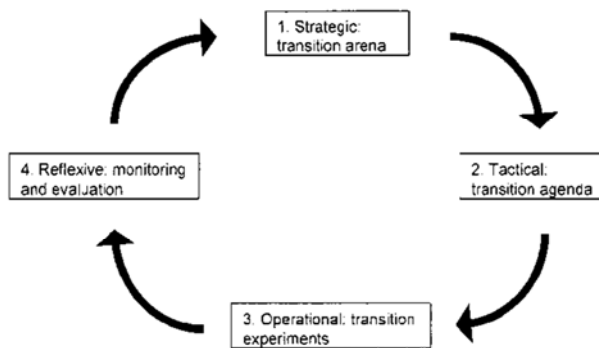 1. Strategic:
transition arena
2. Tactical:
transition agenda
3. Operational: transition
experiments
4. Reflexive: monitoring
and evaluation